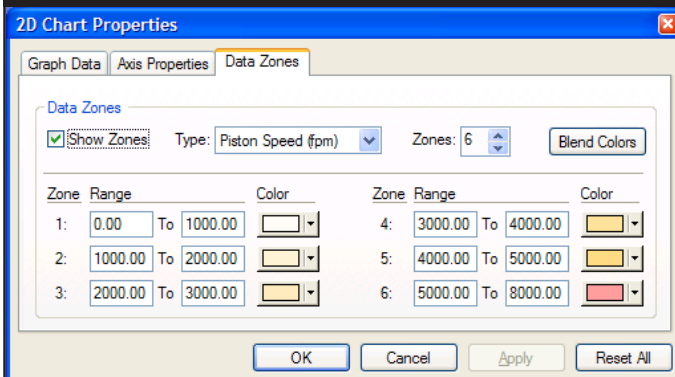 2D Chart Properties
Graph Data Axis Properties Data Zones
Data Zones
Show Zones Type: Piston Speed (fpm) Zones: 6 Blend Colors
Zone Range Color Zone Range Color
1: 0.00 To 1000.00 4: 3000.00 To 4000.00
2: 1000.00 To 2000.00 5: 4000.00 To 5000.00
3: 2000.00 To 3000.00 6: 5000.00 To 8000.00
OK Cancel Apply Reset All